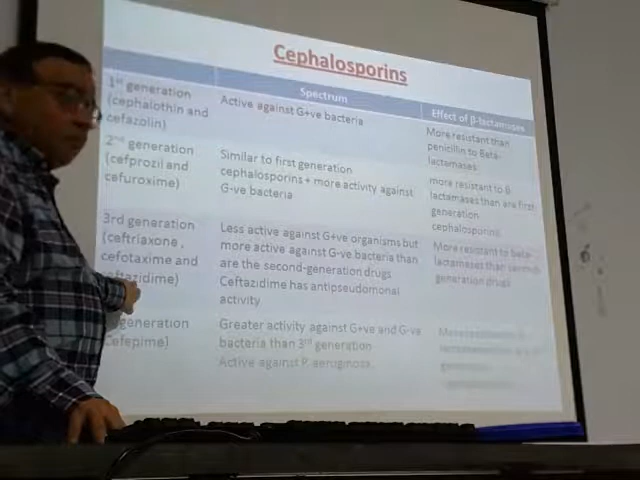 Cephalosporins
Spectrum
Effect of β-lactamases
1st generation
(cephalothin and
cefazolin)
Active against G+ve bacteria
More resistant than
penicillin to Beta-
lactamases
2nd generation
(cefprozil and
cefuroxime)
Similar to first generation
cephalosporins + more activity against
G-ve bacteria
more resistant to B
lactamases than are first-
generation
cephalosporins
3rd generation
(ceftriaxone ,
cefotaxime and
ceftazidime)
Less active against G+ve organisms but
more active against G-ve bacteria than
are the second-generation drugs
Ceftazidime has antipseudomonal
activity
More resistant to beta-
lactamases than second-
generation drugs
generation
Cefepime)
Greater activity against G+ve and G-ve
bacteria than 3rd generation
Active against P. aeruginosa